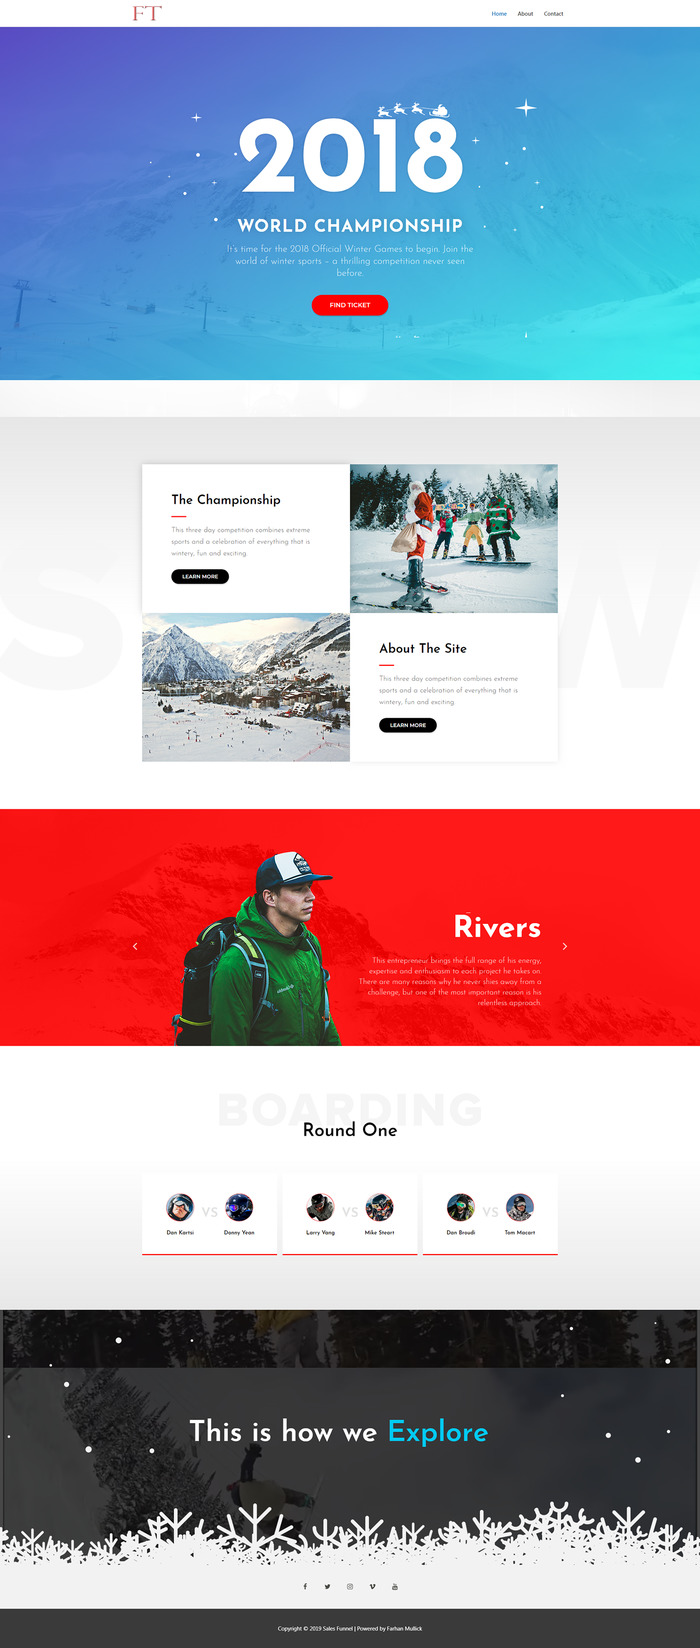 FT
Home About Contact
2018
WORLD CHAMPIONSHIP
It's time for the 2018 Official Winter Games to begin. Join the
world of winter sports – a thrilling competition never seen
before.
FIND TICKET
The Championship
This three day competition combines extreme
sports and a celebration of everything that is
wintery, fun and exciting.
LEARN MORE
S W
About The Site
This three day competition combines extreme
sports and a celebration of everything that is
wintery, fun and exciting.
LEARN MORE
Rivers
This entrepreneur brings the full range of his energy,
expertise and enthusiasm to each project he takes on.
There are many reasons why he never shies away from a
challenge, but one of the most important reason is his
relentless approach.
BOARDING
Round One
VS VS VS
Dan Kartsi Danny Yean Larry Vang Mike Steart Dan Broudi Tom Macart
This is how we Explore
Copyright © 2019 Sales Funnel | Powered by Farhan Mullick